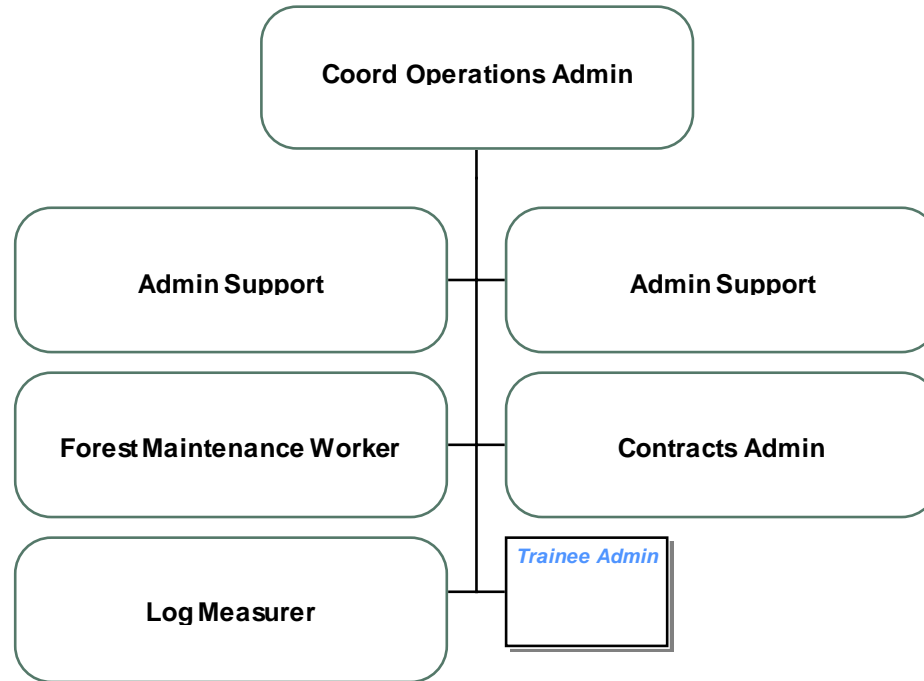 Coord Operations Admin
Admin Support
Admin Support
Forest Maintenance Worker
Contracts Admin
Trainee Admin
Log Measurer